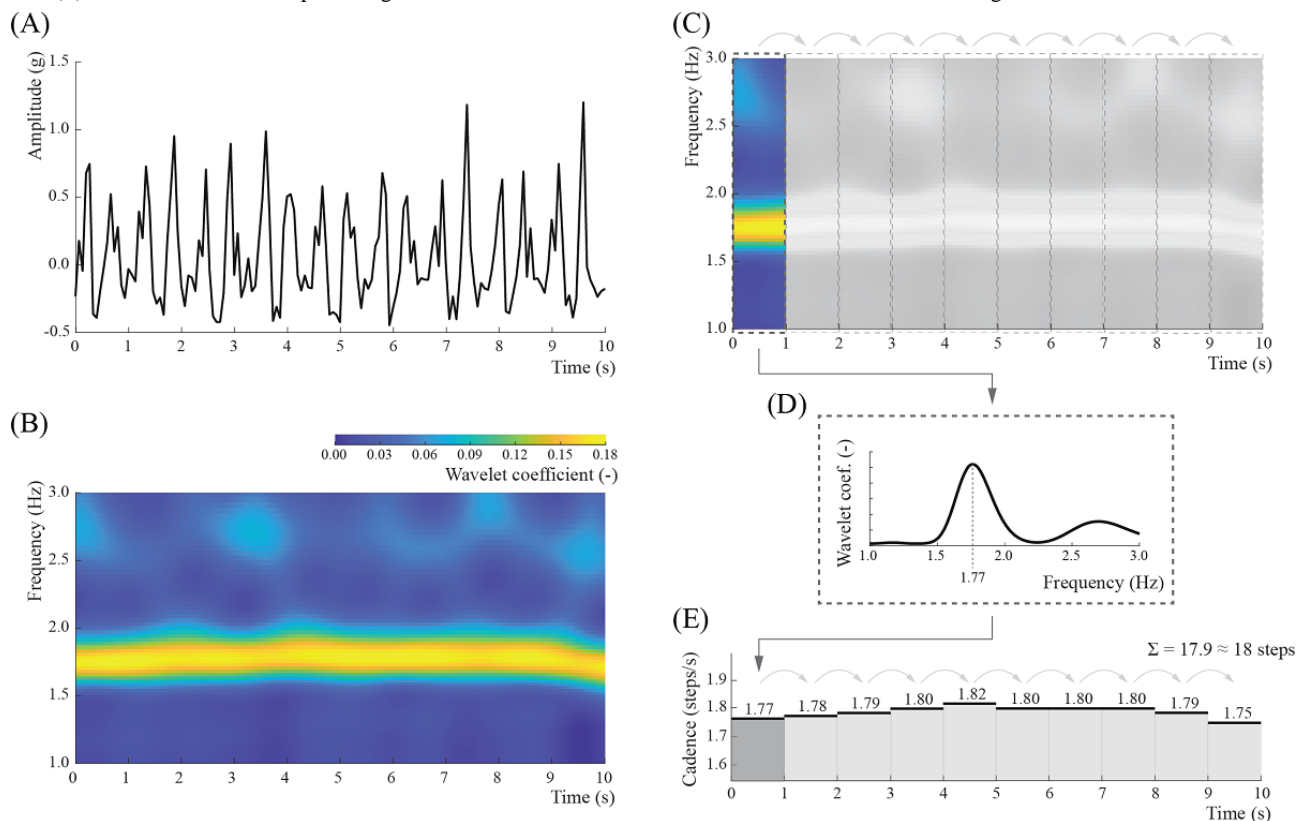 (A)
Amplitude (g)
1.5
1.0
0.5
0.0
-0.5
0 1 2 3 4 5 6 7 8 9 10
Time (s)
(B)
0.00 0.03 0.06 0.09 0.12 0.15 0.18
Wavelet coefficient (-)
Frequency (Hz)
3.0
2.5
2.0
1.5
1.0
0 1 2 3 4 5 6 7 8 9 10
Time (s)
(C)
Frequency (Hz)
3.0
2.5
2.0
1.5
1.0
0 1 2 3 4 5 6 7 8 9 10
Time (s)
(D)
Wavelet coef. (-)
1.0 1.5 2.0 2.5 3.0
1.77
Frequency (Hz)
(E)
Σ = 17.9 ≈ 18 steps
Cadence (steps/s)
1.9
1.8
1.7
1.6
1.77 1.78 1.79 1.80 1.82 1.80 1.80 1.80 1.79 1.75
0 1 2 3 4 5 6 7 8 9 10
Time (s)